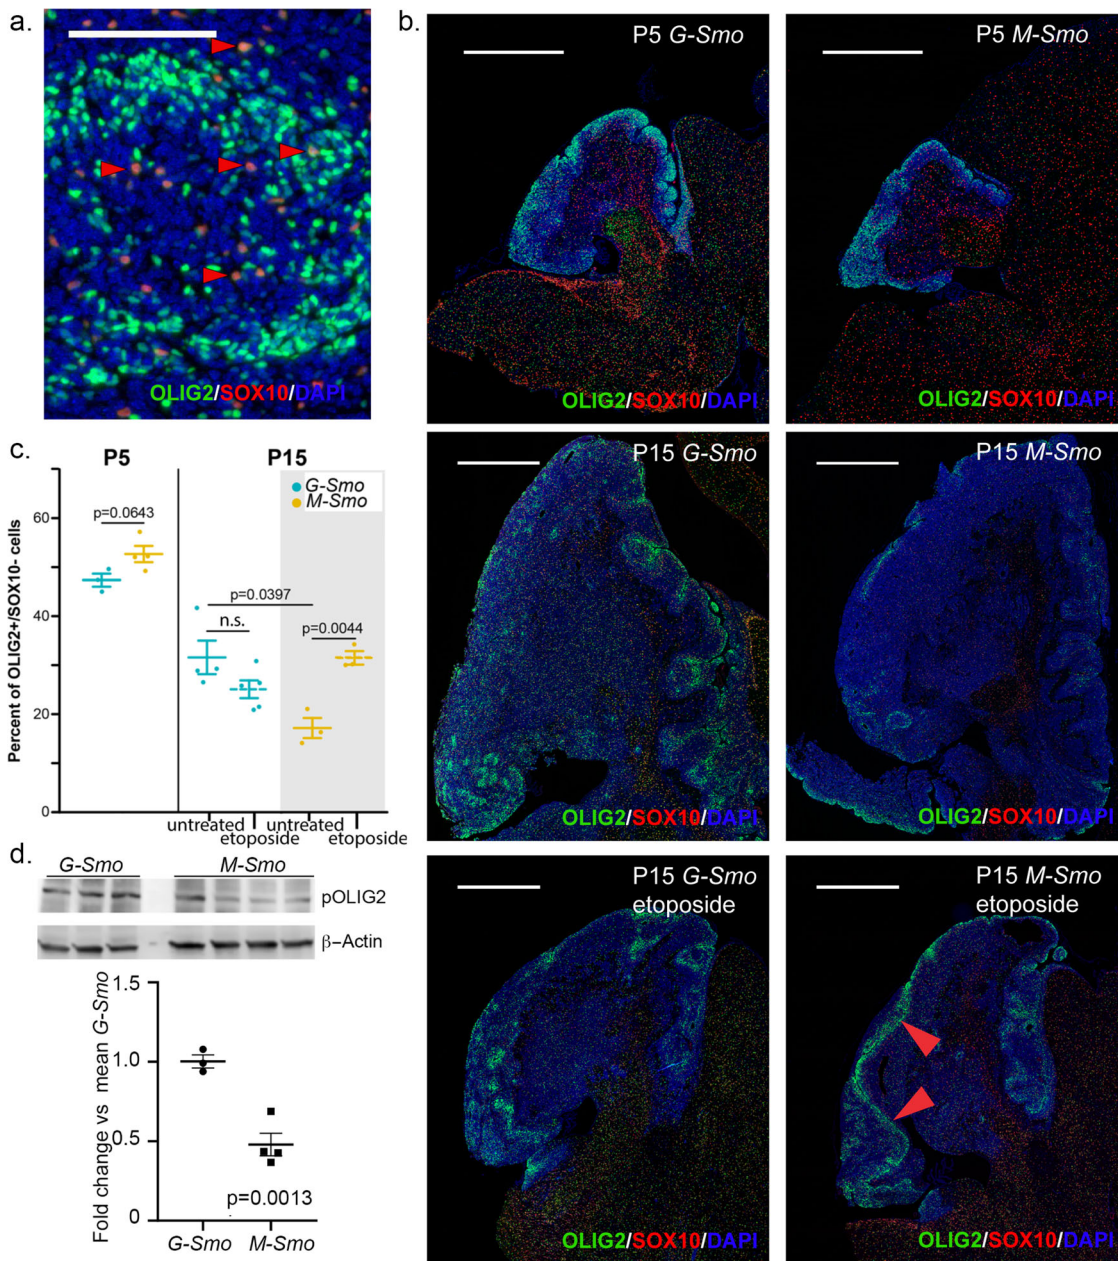 a.
OLIG2/SOX10/DAPI
b.
P5 G-Smo
OLIG2/SOX10/DAPI
P5 M-Smo
OLIG2/SOX10/DAPI
P15 G-Smo
OLIG2/SOX10/DAPI
P15 M-Smo
OLIG2/SOX10/DAPI
P15 G-Smo
etoposide
OLIG2/SOX10/DAPI
P15 M-Smo
etoposide
OLIG2/SOX10/DAPI
c.
P5
P15
G-Smo
M-Smo
Percent of OLIG2+/SOX10- cells
60
40
20
0
p=0.0643
p=0.0397
n.s.
p=0.0044
untreated
etoposide
untreated
etoposide
d.
G-Smo
M-Smo
pOLIG2
β–Actin
Fold change vs mean G-Smo
1.5
1.0
0.5
0
p=0.0013
G-Smo
M-Smo